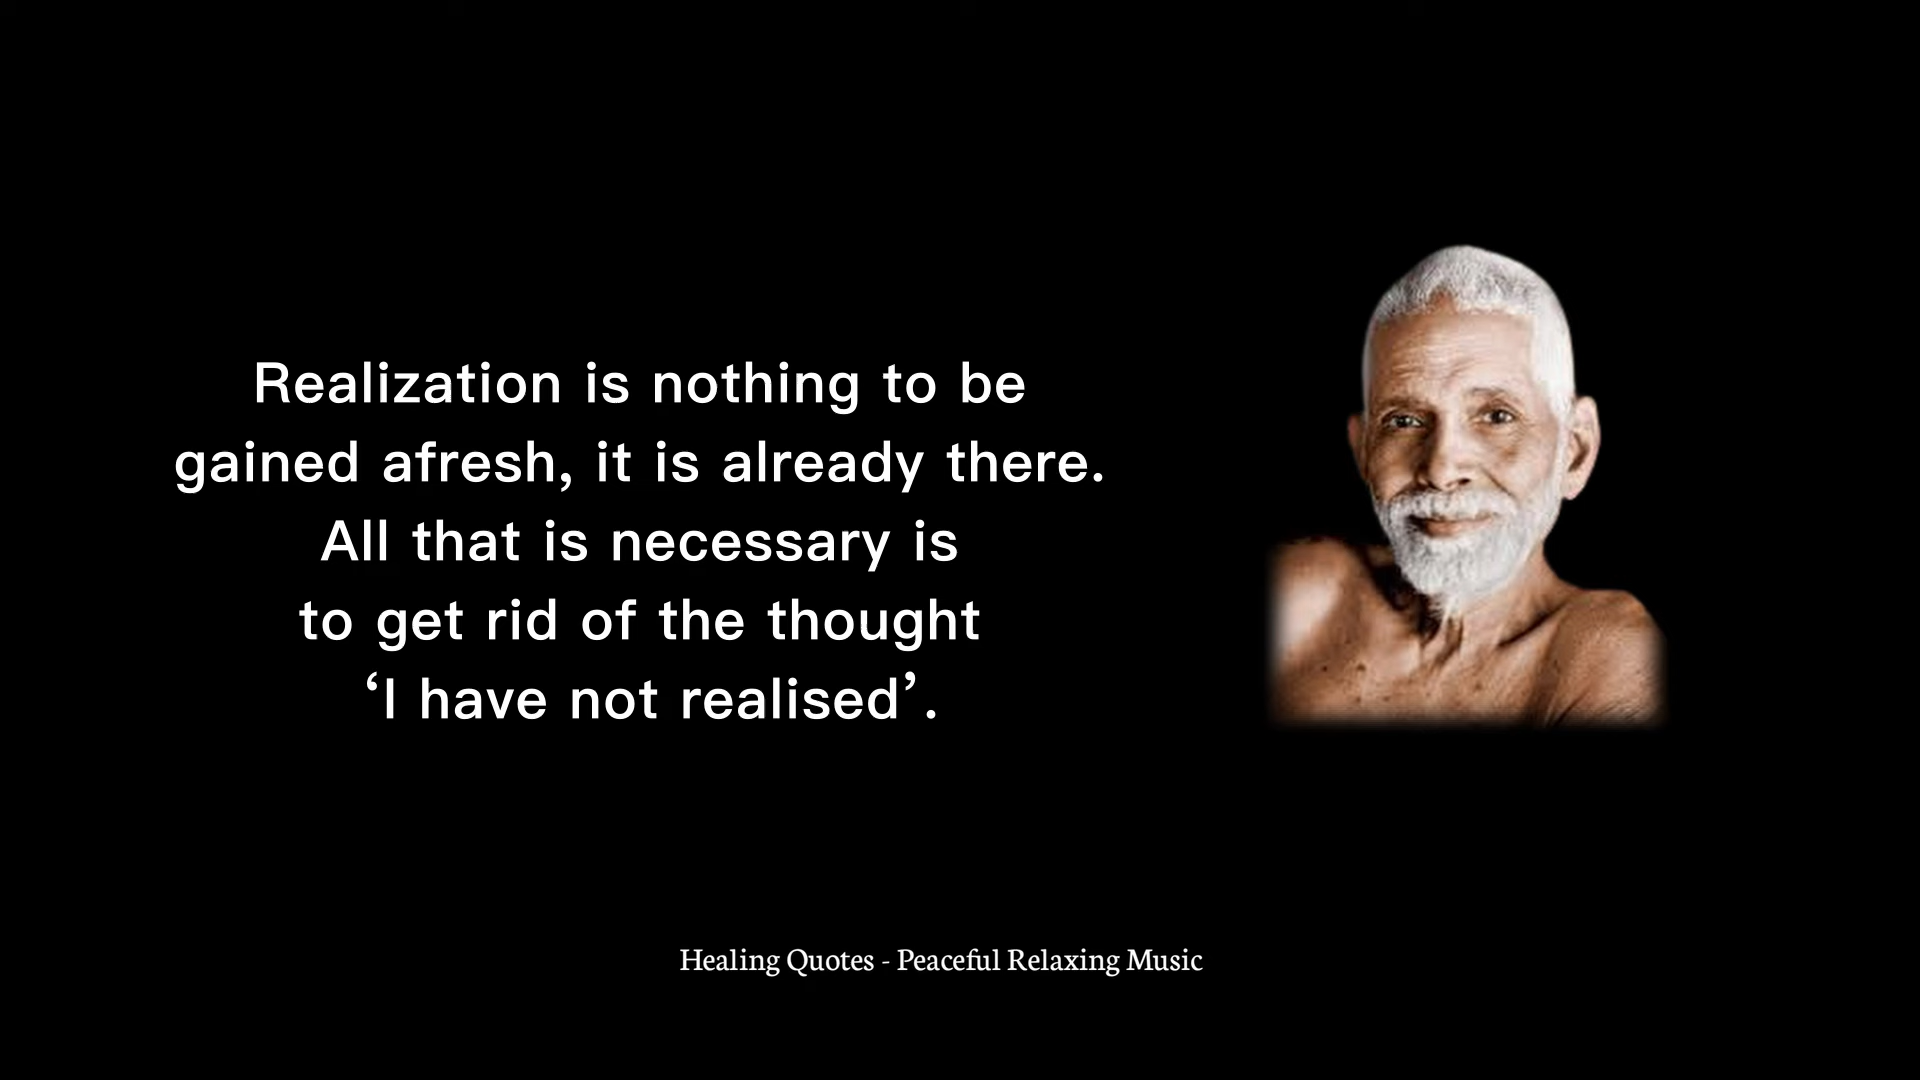 Realization is nothing to be
gained afresh, it is already there.
All that is necessary is
to get rid of the thought
‘I have not realised’.
Healing Quotes - Peaceful Relaxing Music